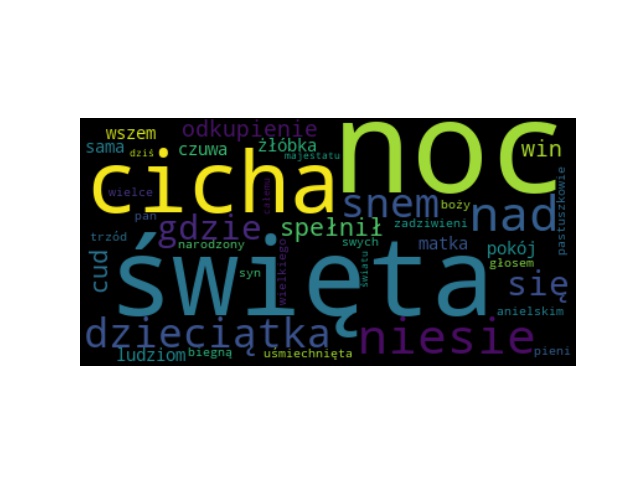 wszem odkupienie noc
sama dziś czuwa żłóbka win
majestatu
cicha
wielce całemu snem boży nad pastuszkowie
pan gdzie spełnił zadziwieni
trzód narodzony swych matka pokój
cud święta głosem
syn wielkiego światu się
anielskim
dzieciątka niesie
ludziom biegną uśmiechnięta pieni